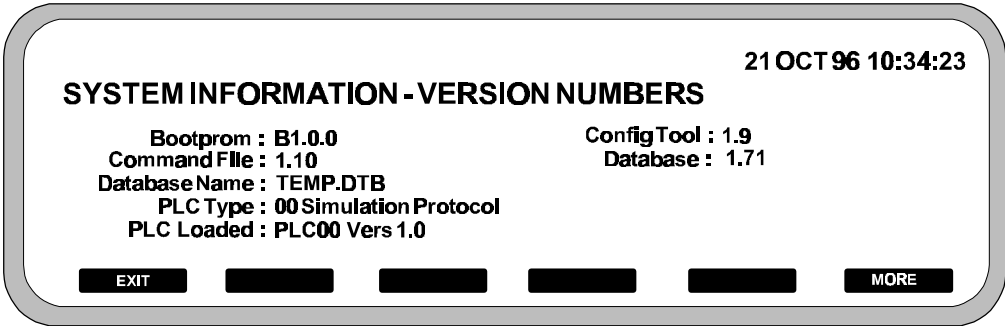 21 OCT 96 10:34:23
SYSTEM INFORMATION - VERSION NUMBERS
Bootprom : B1.0.0
Config Tool : 1.9
Command File : 1.10
Database : 1.71
Database Name : TEMP.DTB
PLC Type : 00 Simulation Protocol
PLC Loaded : PLC00 Vers 1.0
EXIT
MORE